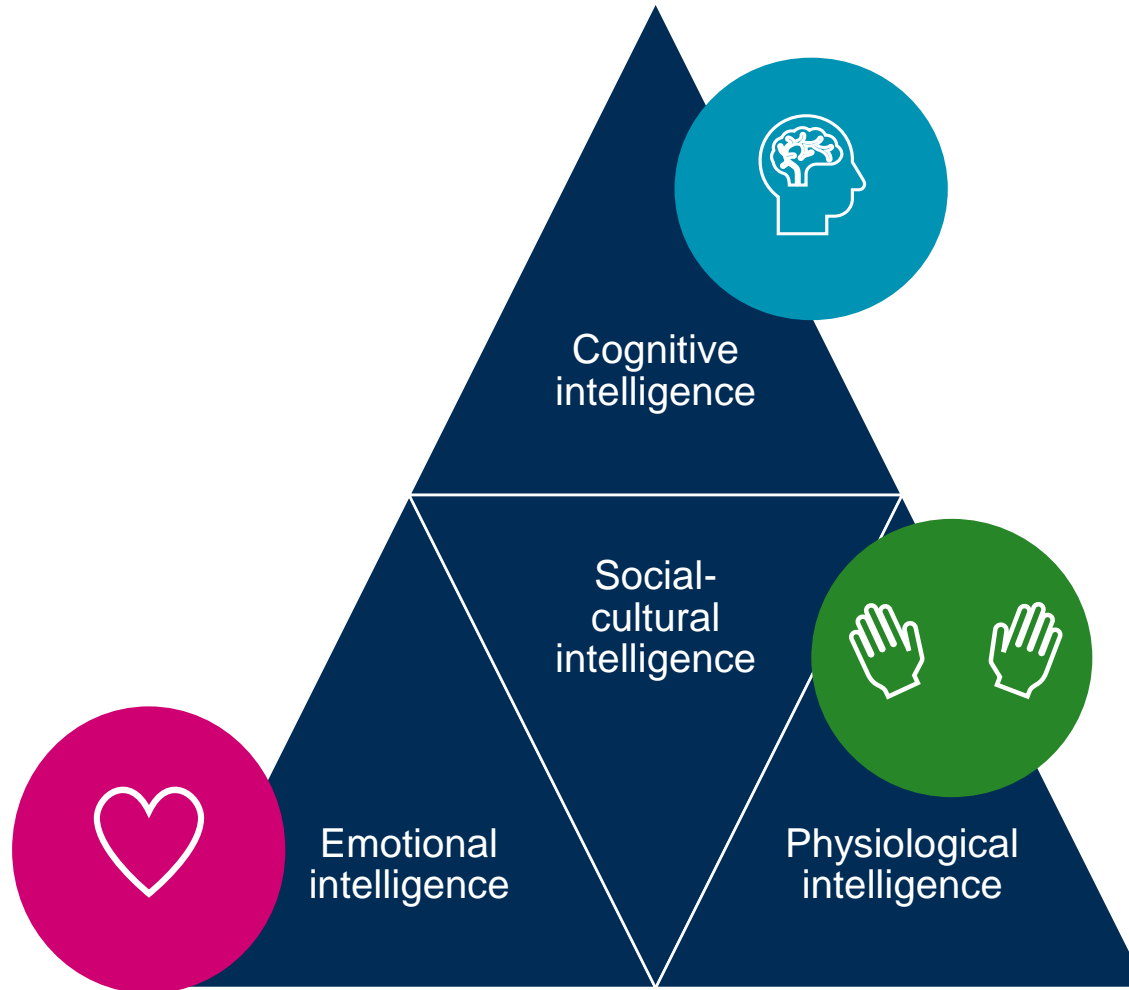 Cognitive
intelligence
Social-
cultural
intelligence
Emotional
intelligence
Physiological
intelligence